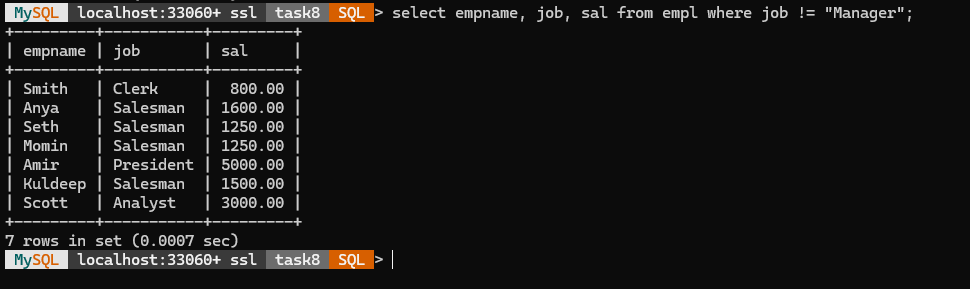 MySQL localhost:33060+ ssl task8 SQL > select empname, job, sal from empl where job != "Manager";
+---------+-----------+---------+
| empname | job       | sal     |
+---------+-----------+---------+
| Smith   | Clerk     |  800.00 |
| Anya    | Salesman  | 1600.00 |
| Seth    | Salesman  | 1250.00 |
| Momin   | Salesman  | 1250.00 |
| Amir    | President | 5000.00 |
| Kuldeep | Salesman  | 1500.00 |
| Scott   | Analyst   | 3000.00 |
+---------+-----------+---------+
7 rows in set (0.0007 sec)
MySQL localhost:33060+ ssl task8 SQL >